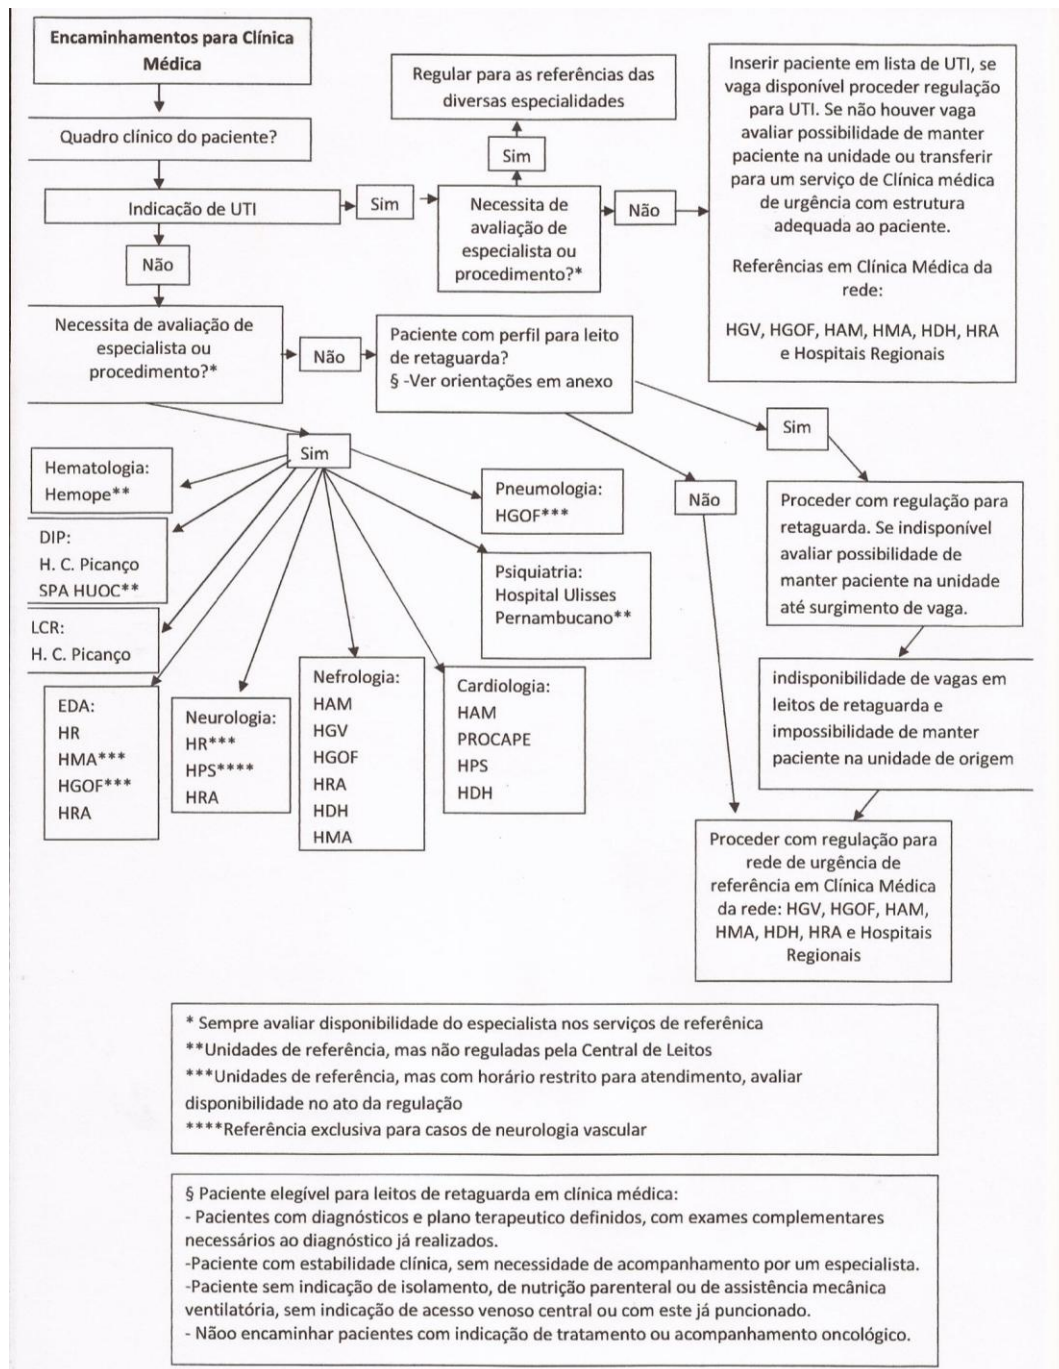 Encaminhamentos para Clínica
Médica
Quadro clínico do paciente?
Indicação de UTI
Sim
Necessita de
avaliação de
especialista ou
procedimento?*
Sim
Regular para as referências das
diversas especialidades
Não
Inserir paciente em lista de UTI, se
vaga disponível proceder regulação
para UTI. Se não houver vaga
avaliar possibilidade de manter
paciente na unidade ou transferir
para um serviço de Clínica médica
de urgência com estrutura
adequada ao paciente.
Referências em Clínica Médica da
rede:
HGV, HGOF, HAM, HMA, HDH, HRA
e Hospitais Regionais
Não
Necessita de avaliação de
especialista ou
procedimento?*
Não
Paciente com perfil para leito
de retaguarda?
§ -Ver orientações em anexo
Sim
Sim
Não
Hematologia:
Hemope**
DIP:
H. C. Picanço
SPA HUOC**
LCR:
H. C. Picanço
EDA:
HR
HMA***
HGOF***
HRA
Neurologia:
HR***
HPS****
HRA
Nefrologia:
HAM
HGV
HGOF
HRA
HDH
HMA
Cardiologia:
HAM
PROCAPE
HPS
HDH
Psiquiatria:
Hospital Ulisses
Pernambucano**
Pneumologia:
HGOF***
Proceder com regulação para
retaguarda. Se indisponível
avaliar possibilidade de
manter paciente na unidade
até surgimento de vaga.
indisponibilidade de vagas em
leitos de retaguarda e
impossibilidade de manter
paciente na unidade de origem
Proceder com regulação para
rede de urgência de
referência em Clínica Médica
da rede: HGV, HGOF, HAM,
HMA, HDH, HRA e Hospitais
Regionais
* Sempre avaliar disponibilidade do especialista nos serviços de referênica
**Unidades de referência, mas não reguladas pela Central de Leitos
***Unidades de referência, mas com horário restrito para atendimento, avaliar
disponibilidade no ato da regulação
****Referência exclusiva para casos de neurologia vascular
§ Paciente elegível para leitos de retaguarda em clínica médica:
- Pacientes com diagnósticos e plano terapeutico definidos, com exames complementares
necessários ao diagnóstico já realizados.
-Paciente com estabilidade clínica, sem necessidade de acompanhamento por um especialista.
-Paciente sem indicação de isolamento, de nutrição parenteral ou de assistência mecânica
ventilatória, sem indicação de acesso venoso central ou com este já puncionado.
- Nãoo encaminhar pacientes com indicação de tratamento ou acompanhamento oncológico.